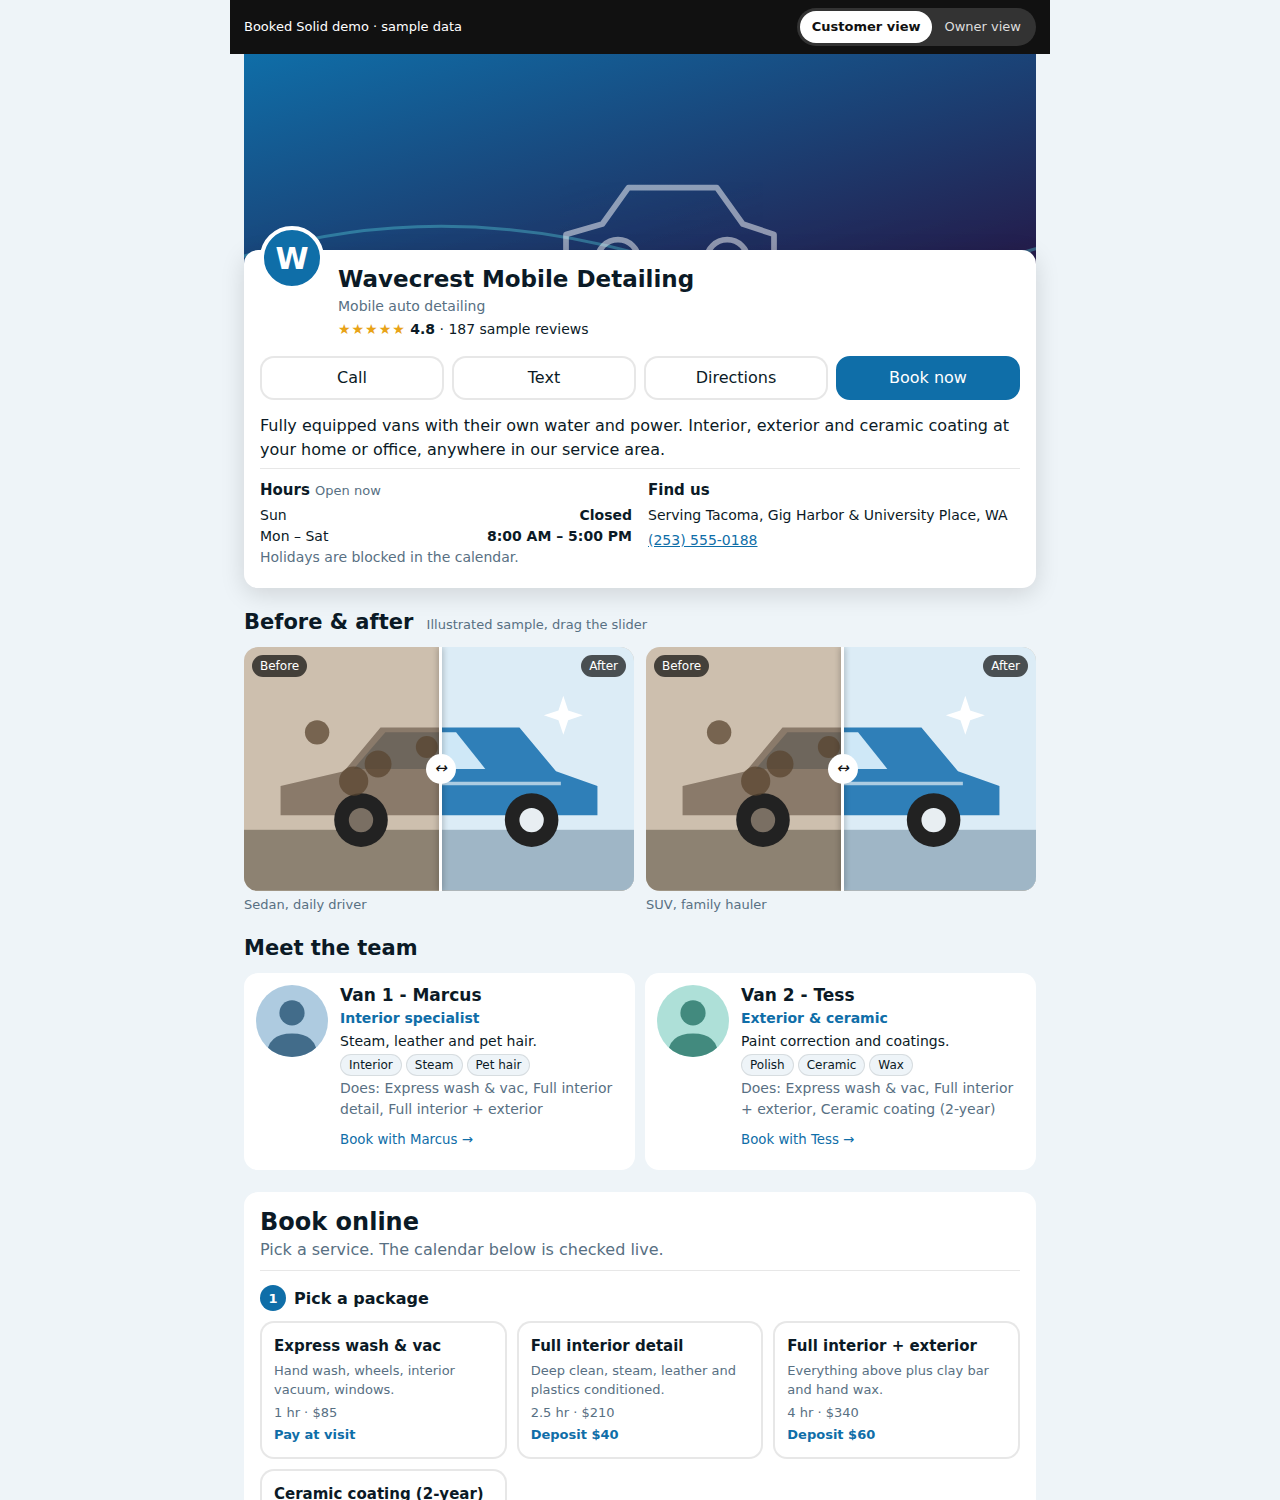 Booked Solid demo · sample data
Customer view
Owner view
W
Wavecrest Mobile Detailing
Mobile auto detailing
★★★★★ 4.8 · 187 sample reviews
Call
Text
Directions
Book now
Fully equipped vans with their own water and power. Interior, exterior and ceramic coating at
your home or office, anywhere in our service area.
Hours Open now
Sun Closed
Mon – Sat 8:00 AM – 5:00 PM
Holidays are blocked in the calendar.
Find us
Serving Tacoma, Gig Harbor & University Place, WA
(253) 555-0188
Before & after Illustrated sample, drag the slider
Before
After
↔
Sedan, daily driver
Before
After
↔
SUV, family hauler
Meet the team
Van 1 - Marcus
Interior specialist
Steam, leather and pet hair.
Interior Steam Pet hair
Does: Express wash & vac, Full interior
detail, Full interior + exterior
Book with Marcus →
Van 2 - Tess
Exterior & ceramic
Paint correction and coatings.
Polish Ceramic Wax
Does: Express wash & vac, Full interior
+ exterior, Ceramic coating (2-year)
Book with Tess →
Book online
Pick a service. The calendar below is checked live.
1 Pick a package
Express wash & vac
Hand wash, wheels, interior
vacuum, windows.
1 hr · $85
Pay at visit
Full interior detail
Deep clean, steam, leather and
plastics conditioned.
2.5 hr · $210
Deposit $40
Full interior + exterior
Everything above plus clay bar
and hand wax.
4 hr · $340
Deposit $60
Ceramic coating (2-year)